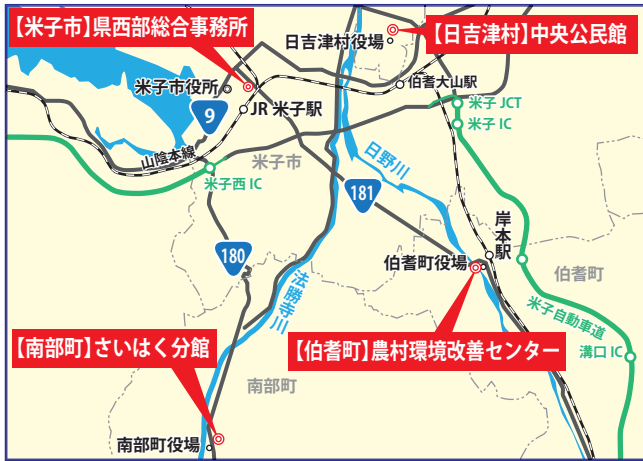 【米子市】県西部総合事務所
【日吉津村】中央公民館
日吉津村役場
米子市役所
伯耆大山駅
9
JR 米子駅
米子 JCT
米子 IC
山陰本線
米子市
日野川
米子西 IC
181
岸本駅
180
伯耆町役場
伯耆町
法勝寺川
米子自動車道
【南部町】さいはく分館
【伯耆町】農村環境改善センター
溝口 IC
南部町
南部町役場